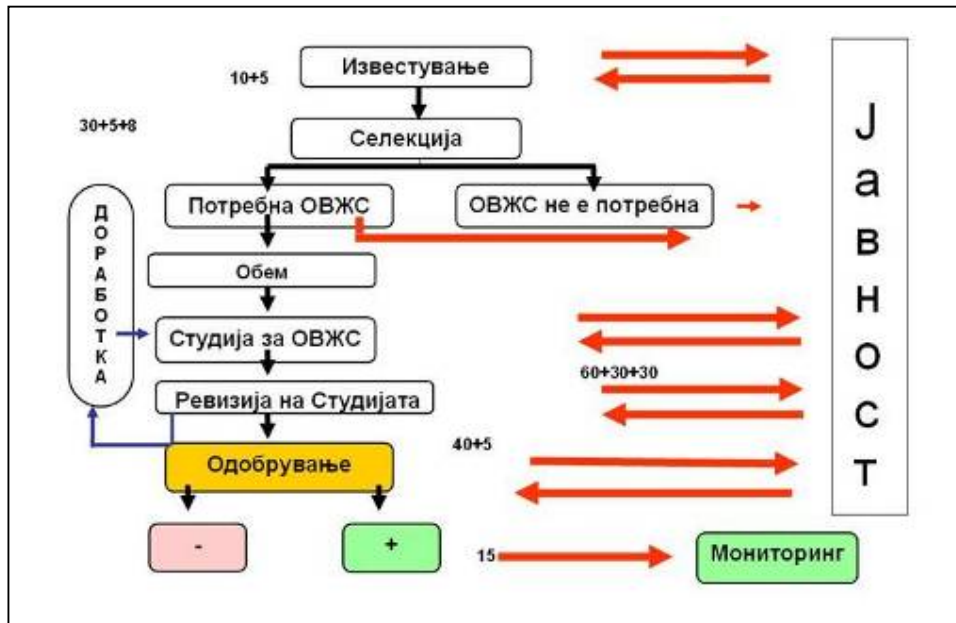 Известување
10+5
30+5+8
Селекција
Потребна ОВЖС
ОВЖС не е потребна
ДОРАБОТКА
Обем
Студија за ОВЖС
60+30+30
Ревизија на Студијата
40+5
Одобрување
-
+
15
Мониторинг
Јавност